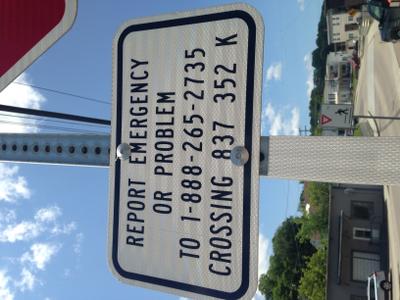 REPORT EMERGENCY
OR PROBLEM
TO 1-888-265-2735
CROSSING 837 352 K